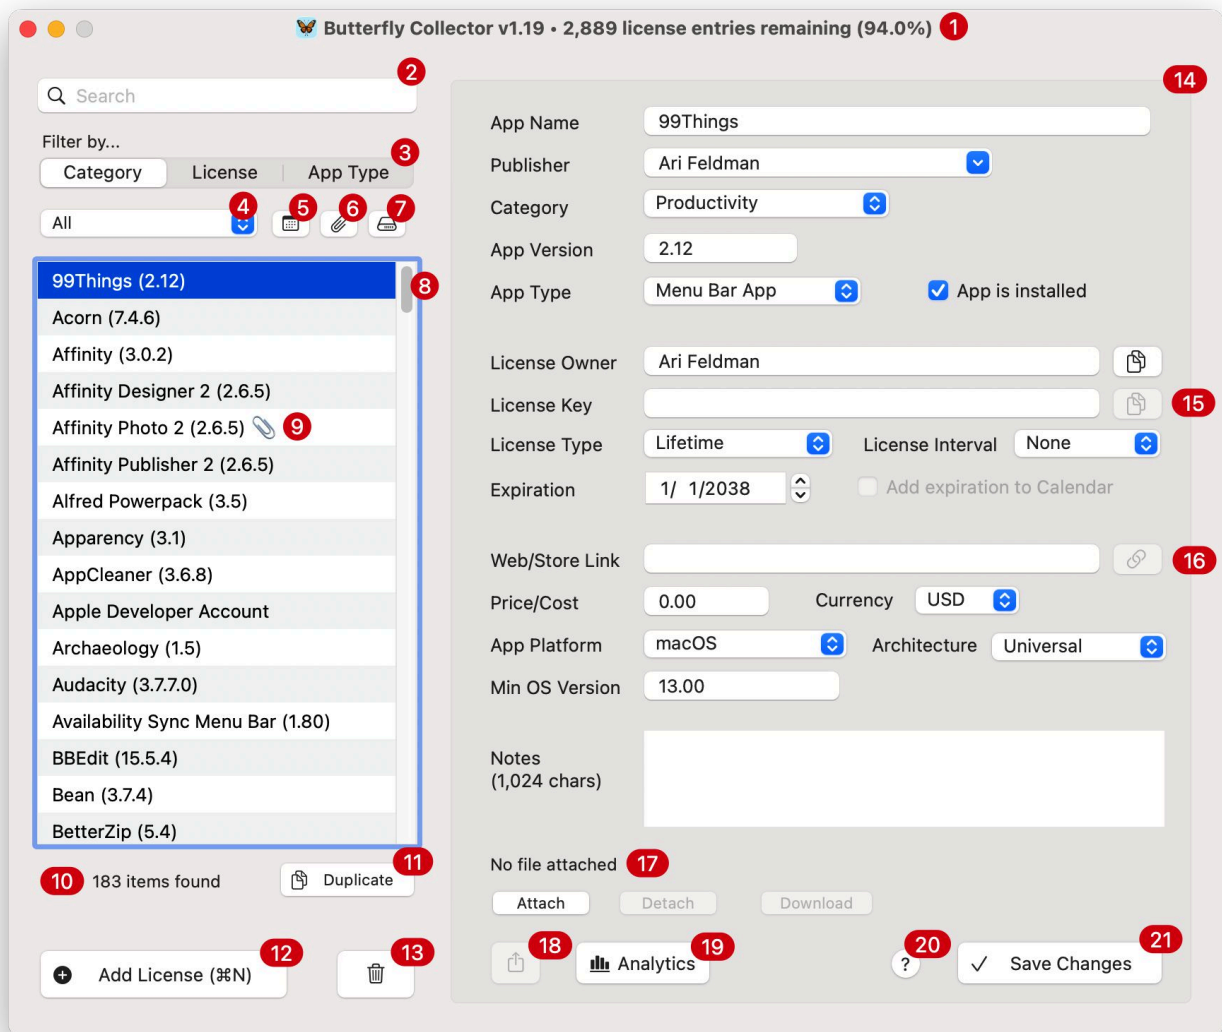 Butterfly Collector v1.19 • 2,889 license entries remaining (94.0%) 1
2
Search
Filter by...
3
Category License App Type
4 5 6 7
All
8
99Things (2.12)
Acorn (7.4.6)
Affinity (3.0.2)
Affinity Designer 2 (2.6.5)
Affinity Photo 2 (2.6.5) 9
Affinity Publisher 2 (2.6.5)
Alfred Powerpack (3.5)
Apparency (3.1)
AppCleaner (3.6.8)
Apple Developer Account
Archaeology (1.5)
Audacity (3.7.7.0)
Availability Sync Menu Bar (1.80)
BBEdit (15.5.4)
Bean (3.7.4)
BetterZip (5.4)
10 183 items found
11
Duplicate
12
Add License (⌘N)
13
14
App Name 99Things
Publisher Ari Feldman
Category Productivity
App Version 2.12
App Type Menu Bar App App is installed
License Owner Ari Feldman
License Key 15
License Type Lifetime License Interval None
Expiration 1/ 1/2038 Add expiration to Calendar
Web/Store Link 16
Price/Cost 0.00 Currency USD
App Platform macOS Architecture Universal
Min OS Version 13.00
Notes
(1,024 chars)
No file attached 17
Attach Detach Download
18 19 20 21
Analytics ? Save Changes